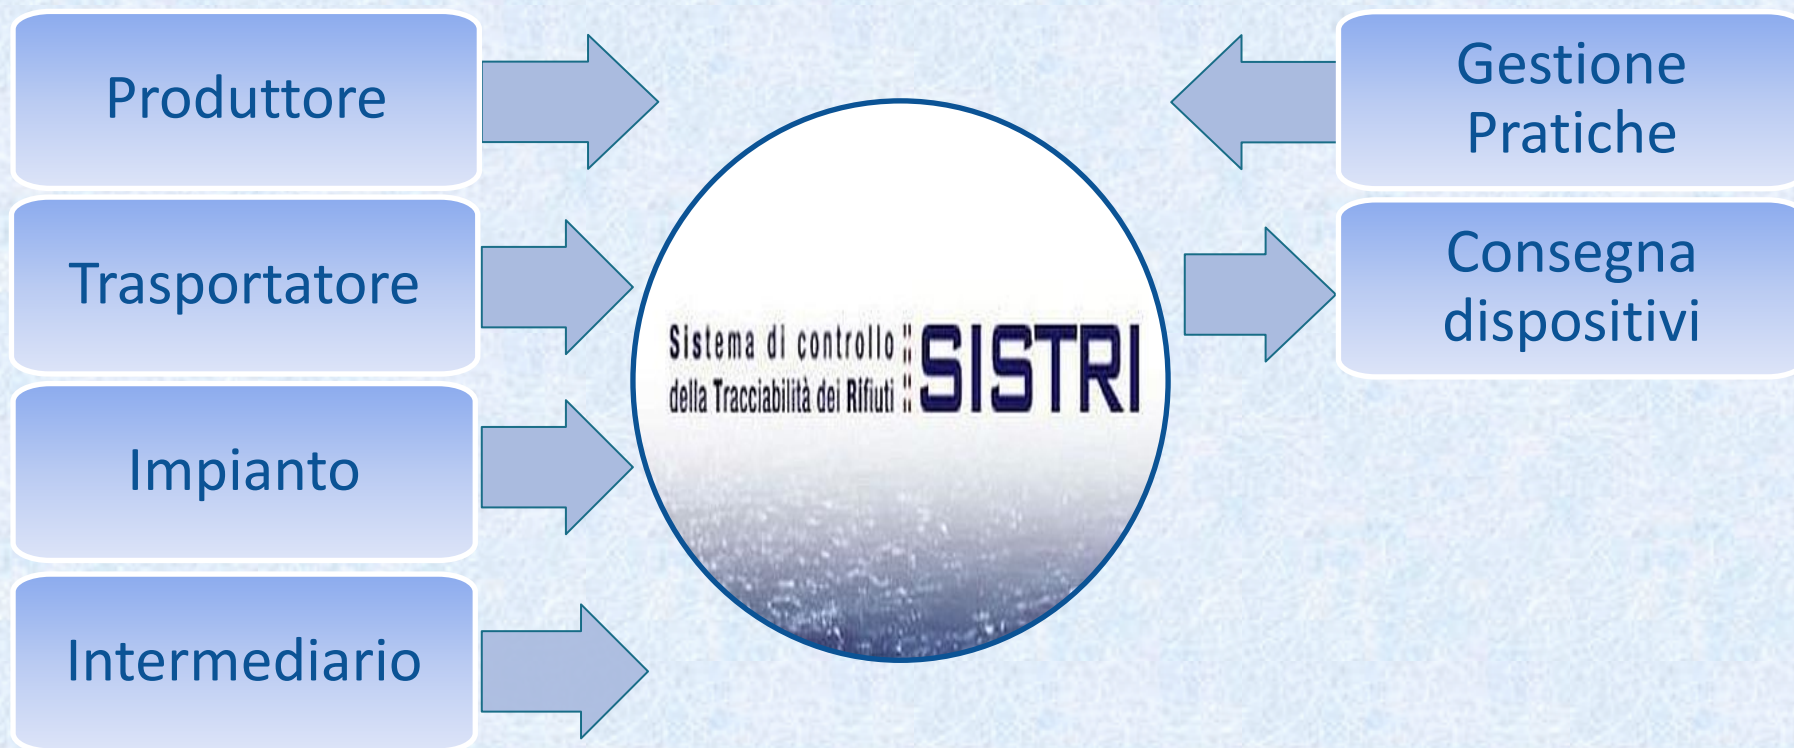 Produttore
Trasportatore
Impianto
Intermediario
Sistema di controllo
della Tracciabilità dei Rifiuti
SISTRI
Gestione
Pratiche
Consegna
dispositivi